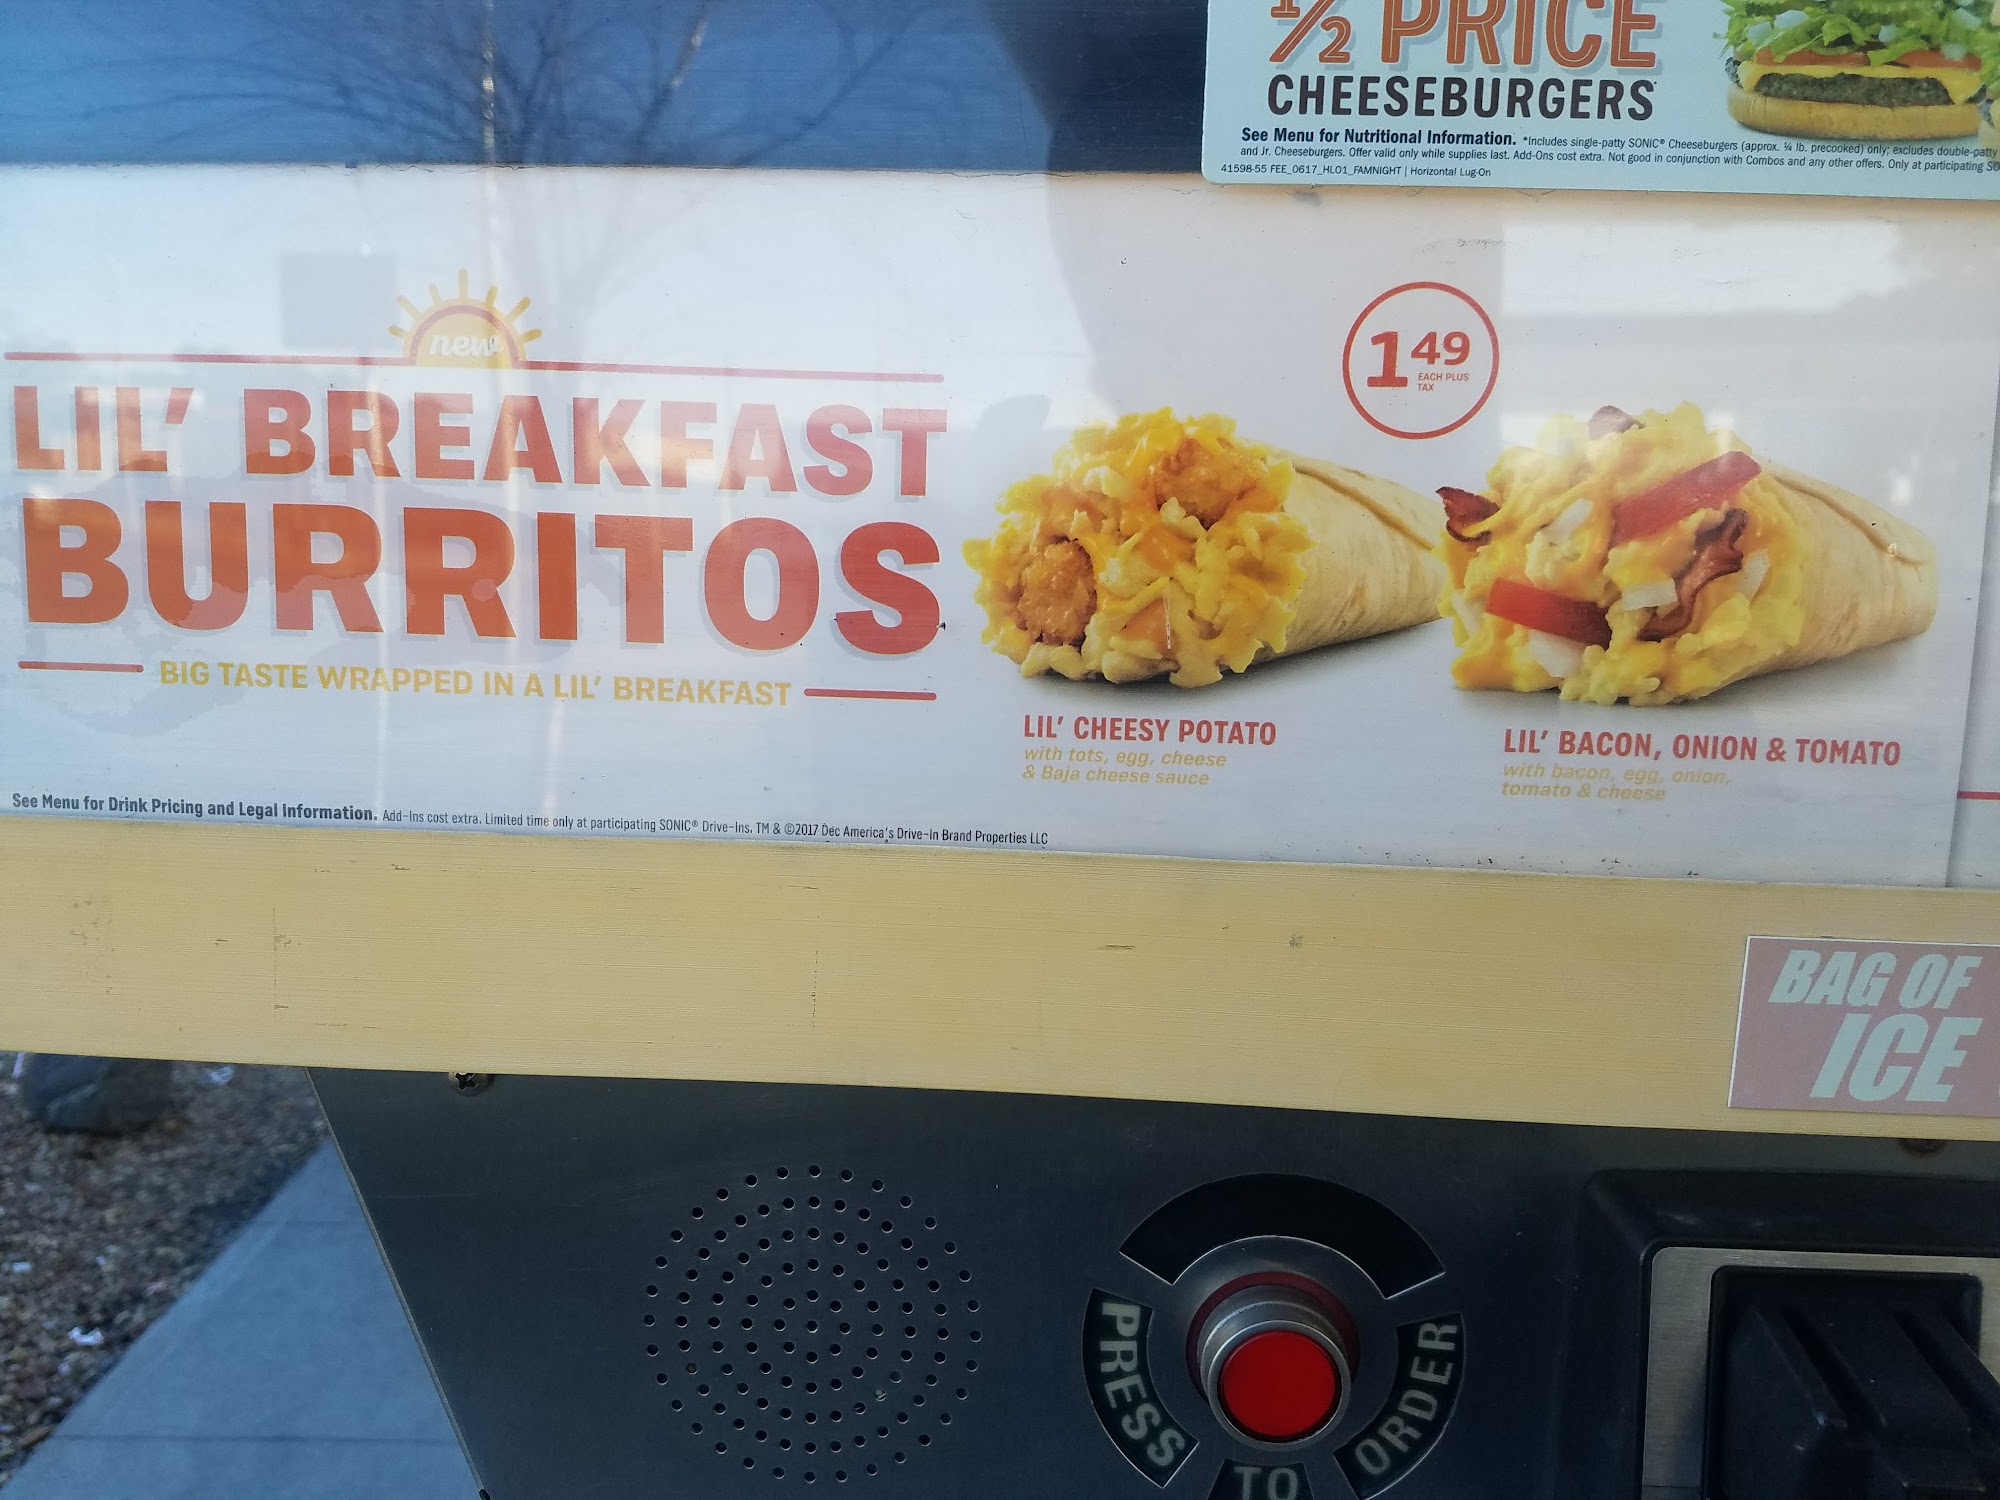 ½ PRICE
CHEESEBURGERS
See Menu for Nutritional Information. *Includes single-patty SONIC® Cheeseburgers (approx. ¼ lb. precooked) only; excludes double-patty
and Jr. Cheeseburgers. Offer valid only while supplies last. Add-Ons cost extra. Not good in conjunction with Combos and any other offers. Only at participating SO
41598-55 FEE_0617_HL01_FAMNIGHT | Horizontal Lug-On
new
LIL' BREAKFAST
BURRITOS
BIG TASTE WRAPPED IN A LIL' BREAKFAST
1 49
EACH PLUS
TAX
LIL' CHEESY POTATO
with tots, egg, cheese
& Baja cheese sauce
LIL' BACON, ONION & TOMATO
with bacon, egg, onion,
tomato & cheese
See Menu for Drink Pricing and Legal Information. Add-Ins cost extra. Limited time only at participating SONIC® Drive-Ins. TM & ©2017 Dec America's Drive-In Brand Properties LLC
BAG OF
ICE
PRESS
TO
ORDER